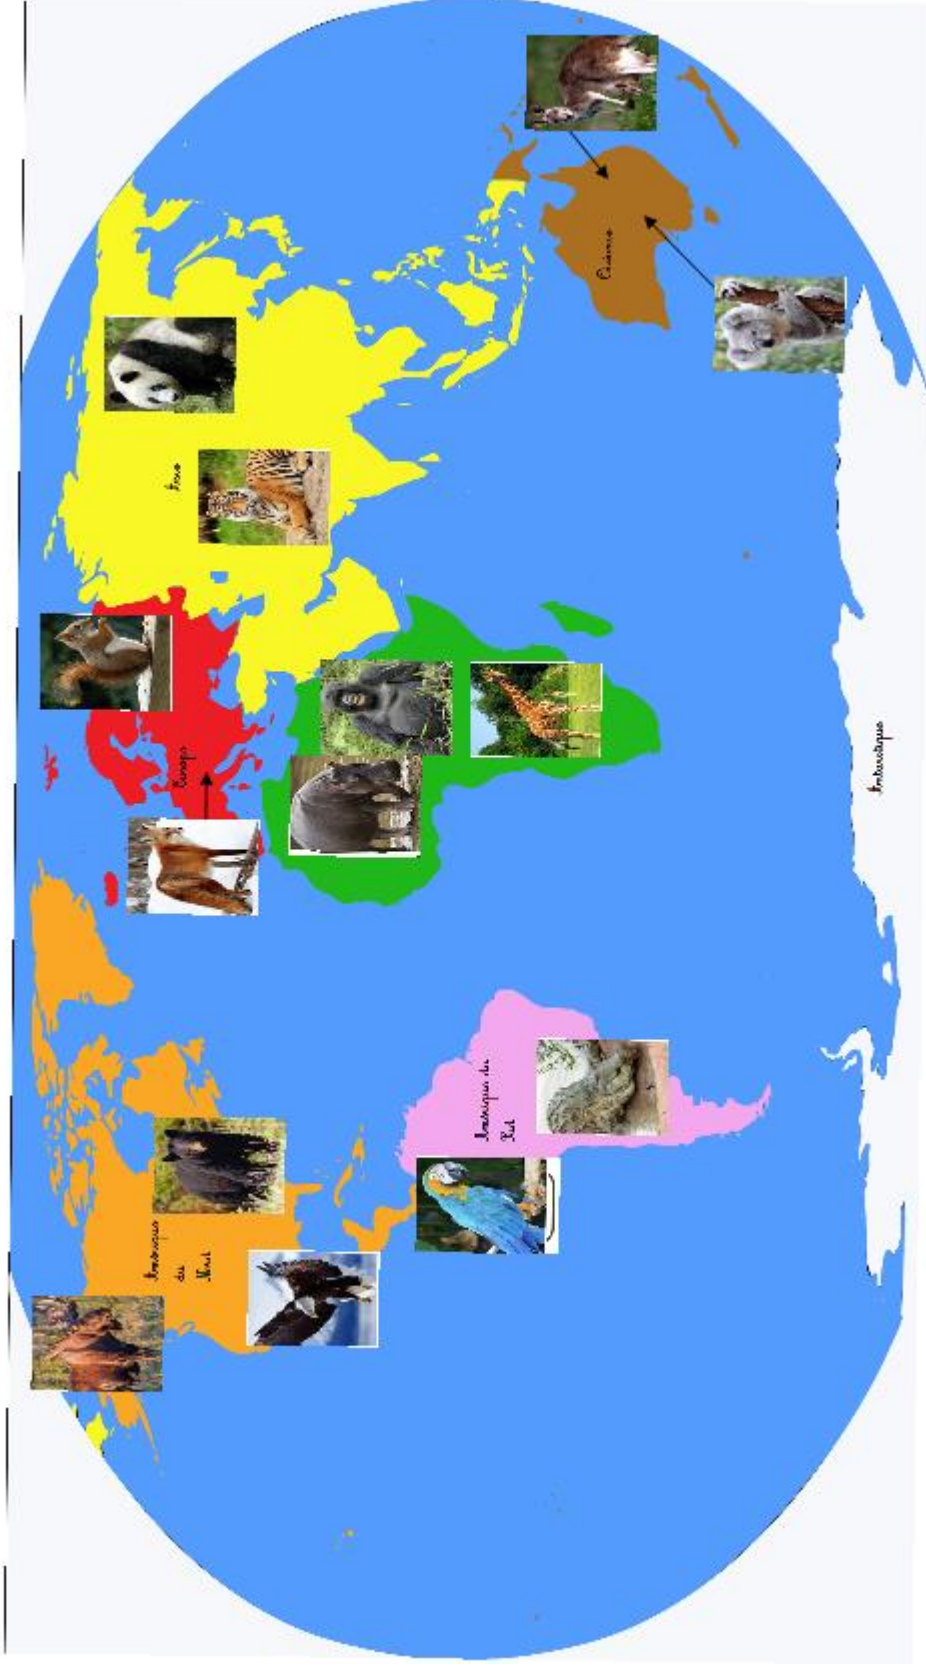 Amérique
du
Nord
Europe
Asie
Amérique du
Sud
Océanie
Antarctique